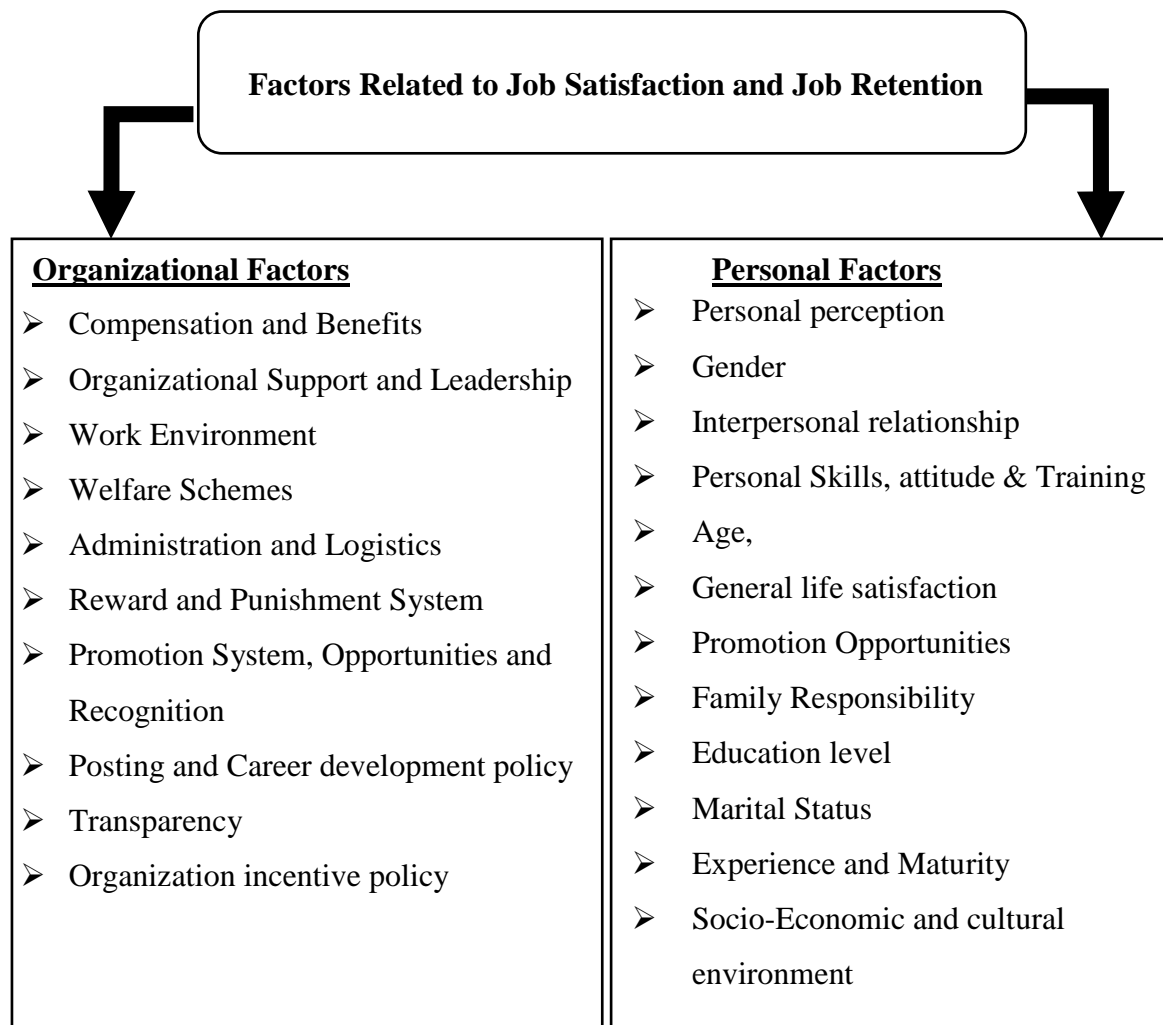 Factors Related to Job Satisfaction and Job Retention
Organizational Factors
➢ Compensation and Benefits
➢ Organizational Support and Leadership
➢ Work Environment
➢ Welfare Schemes
➢ Administration and Logistics
➢ Reward and Punishment System
➢ Promotion System, Opportunities and
Recognition
➢ Posting and Career development policy
➢ Transparency
➢ Organization incentive policy
Personal Factors
➢ Personal perception
➢ Gender
➢ Interpersonal relationship
➢ Personal Skills, attitude & Training
➢ Age,
➢ General life satisfaction
➢ Promotion Opportunities
➢ Family Responsibility
➢ Education level
➢ Marital Status
➢ Experience and Maturity
➢ Socio-Economic and cultural
environment